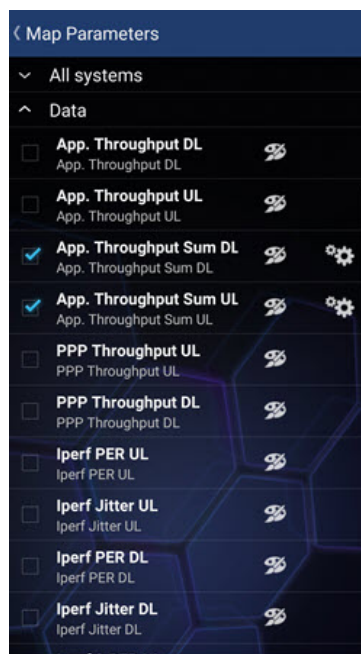 Map Parameters
All systems
Data
App. Throughput DL
App. Throughput DL
App. Throughput UL
App. Throughput UL
App. Throughput Sum DL
App. Throughput Sum DL
App. Throughput Sum UL
App. Throughput Sum UL
PPP Throughput UL
PPP Throughput UL
PPP Throughput DL
PPP Throughput DL
Iperf PER UL
Iperf PER UL
Iperf Jitter UL
Iperf Jitter UL
Iperf PER DL
Iperf PER DL
Iperf Jitter DL
Iperf Jitter DL